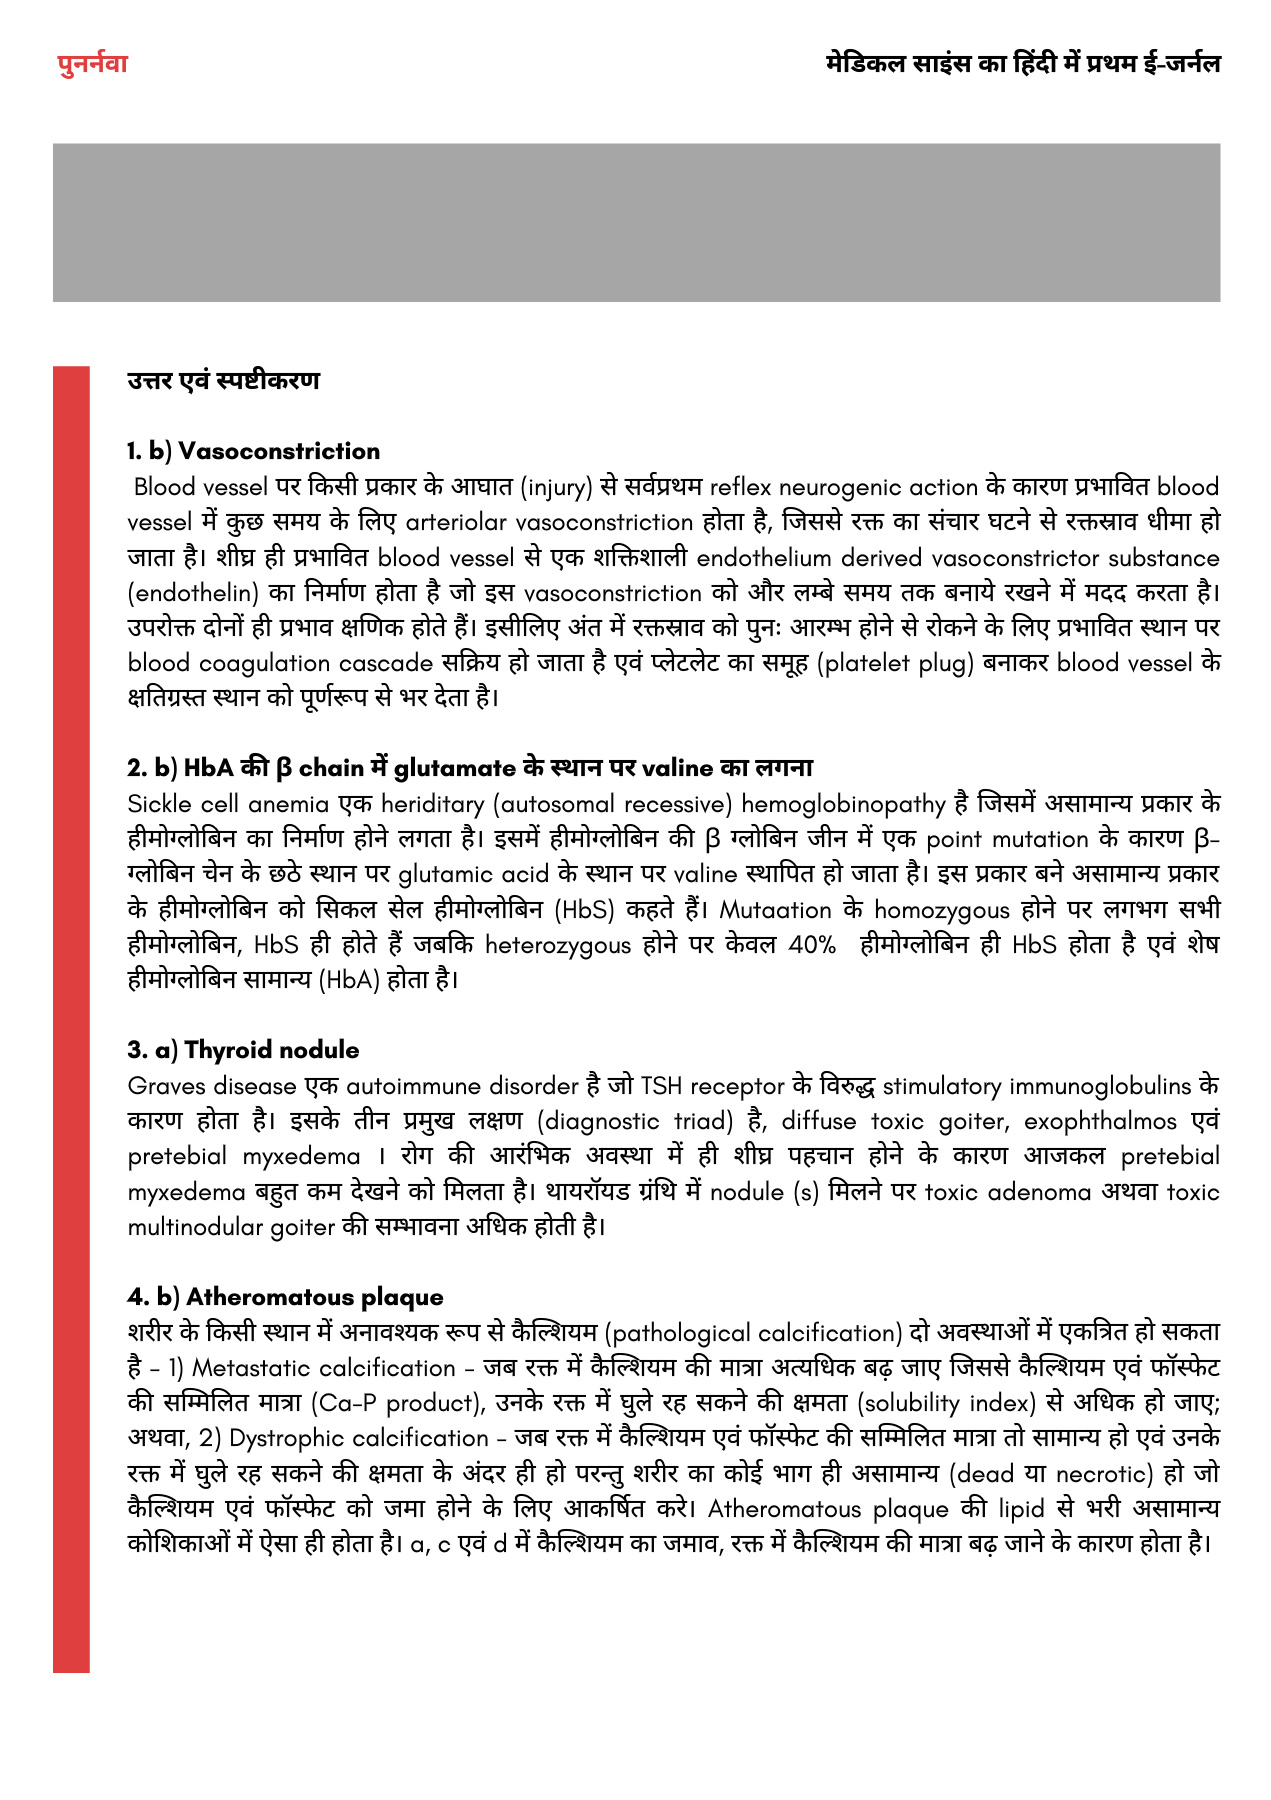 पुनर्नवा
मेडिकल साइंस का हिंदी में प्रथम ई-जर्नल
उत्तर एवं स्पष्टीकरण
1. b) Vasoconstriction
Blood vessel पर किसी प्रकार के आघात (injury) से सर्वप्रथम reflex neurogenic action के कारण प्रभावित blood
vessel में कुछ समय के लिए arteriolar vasoconstriction होता है, जिससे रक्त का संचार घटने से रक्तस्राव धीमा हो
जाता है। शीघ्र ही प्रभावित blood vessel से एक शक्तिशाली endothelium derived vasoconstrictor substance
(endothelin) का निर्माण होता है जो इस vasoconstriction को और लम्बे समय तक बनाये रखने में मदद करता है।
उपरोक्त दोनों ही प्रभाव क्षणिक होते हैं। इसीलिए अंत में रक्तस्राव को पुनः आरम्भ होने से रोकने के लिए प्रभावित स्थान पर
blood coagulation cascade सक्रिय हो जाता है एवं प्लेटलेट का समूह (platelet plug) बनाकर blood vessel के
क्षतिग्रस्त स्थान को पूर्णरूप से भर देता है।
2. b) HbA की β chain में glutamate के स्थान पर valine का लगना
Sickle cell anemia एक heriditary (autosomal recessive) hemoglobinopathy है जिसमें असामान्य प्रकार के
हीमोग्लोबिन का निर्माण होने लगता है। इसमें हीमोग्लोबिन की β ग्लोबिन जीन में एक point mutation के कारण β-
ग्लोबिन चेन के छठे स्थान पर glutamic acid के स्थान पर valine स्थापित हो जाता है। इस प्रकार बने असामान्य प्रकार
के हीमोग्लोबिन को सिकल सेल हीमोग्लोबिन (HbS) कहते हैं। Mutaation के homozygous होने पर लगभग सभी
हीमोग्लोबिन, HbS ही होते हैं जबकि heterozygous होने पर केवल 40% हीमोग्लोबिन ही HbS होता है एवं शेष
हीमोग्लोबिन सामान्य (HbA) होता है।
3. a) Thyroid nodule
Graves disease एक autoimmune disorder है जो TSH receptor के विरुद्ध stimulatory immunoglobulins के
कारण होता है। इसके तीन प्रमुख लक्षण (diagnostic triad) है, diffuse toxic goiter, exophthalmos एवं
pretebial myxedema । रोग की आरंभिक अवस्था में ही शीघ्र पहचान होने के कारण आजकल pretebial
myxedema बहुत कम देखने को मिलता है। थायरॉयड ग्रंथि में nodule (s) मिलने पर toxic adenoma अथवा toxic
multinodular goiter की सम्भावना अधिक होती है।
4. b) Atheromatous plaque
शरीर के किसी स्थान में अनावश्यक रूप से कैल्शियम (pathological calcification) दो अवस्थाओं में एकत्रित हो सकता
है - 1) Metastatic calcification - जब रक्त में कैल्शियम की मात्रा अत्यधिक बढ़ जाए जिससे कैल्शियम एवं फॉस्फेट
की सम्मिलित मात्रा (Ca-P product), उनके रक्त में घुले रह सकने की क्षमता (solubility index) से अधिक हो जाए;
अथवा, 2) Dystrophic calcification - जब रक्त में कैल्शियम एवं फॉस्फेट की सम्मिलित मात्रा तो सामान्य हो एवं उनके
रक्त में घुले रह सकने की क्षमता के अंदर ही हो परन्तु शरीर का कोई भाग ही असामान्य (dead या necrotic) हो जो
कैल्शियम एवं फॉस्फेट को जमा होने के लिए आकर्षित करे। Atheromatous plaque की lipid से भरी असामान्य
कोशिकाओं में ऐसा ही होता है। a, c एवं d में कैल्शियम का जमाव, रक्त में कैल्शियम की मात्रा बढ़ जाने के कारण होता है।